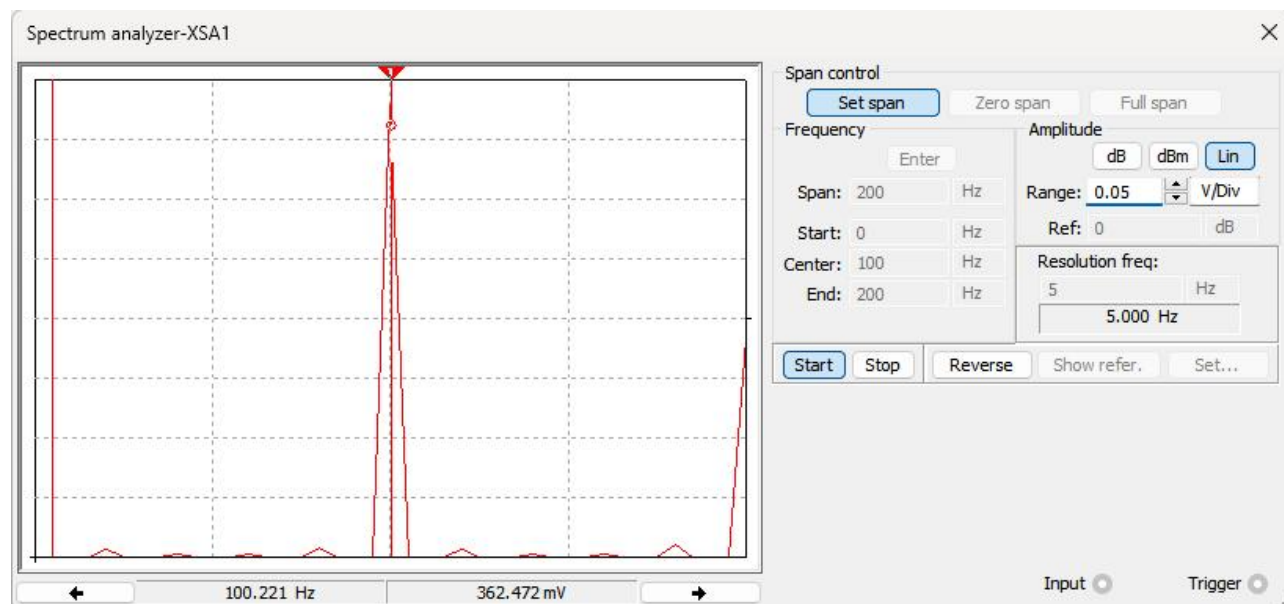 Spectrum analyzer-XSA1
1
Span control
Set span Zero span Full span
Frequency
Enter
Span: 200 Hz
Start: 0 Hz
Center: 100 Hz
End: 200 Hz
Amplitude
dB dBm Lin
Range: 0.05 V/Div
Ref: 0 dB
Resolution freq:
5 Hz
5.000 Hz
Start Stop Reverse Show refer. Set...
100.221 Hz 362.472 mV
Input Trigger